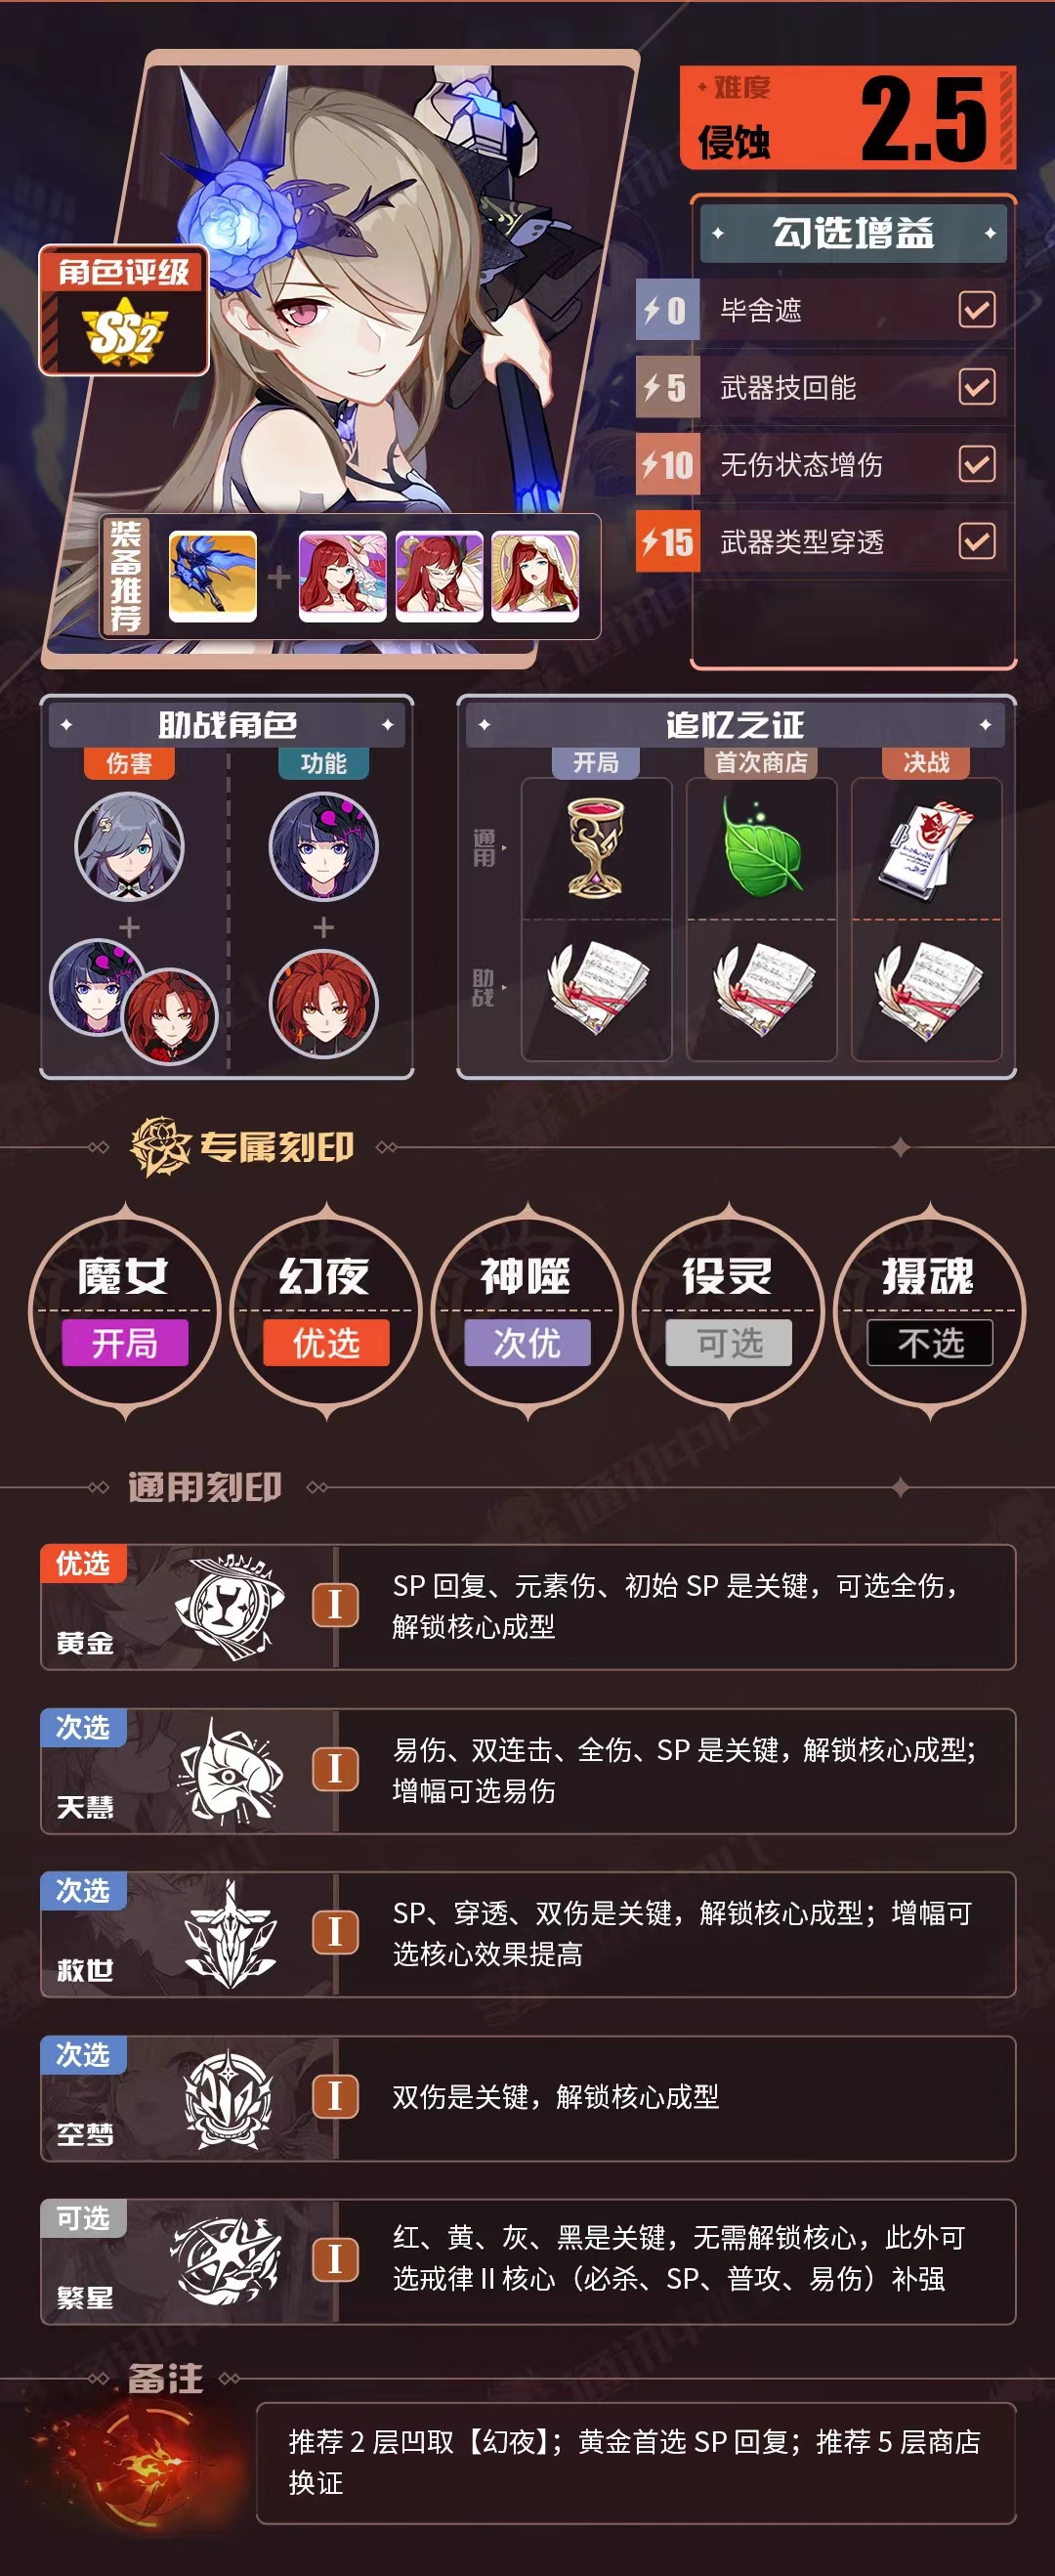 难度
侵蚀
2.5
勾选增益
0 毕舍遮
5 武器技回能
10 无伤状态增伤
15 武器类型穿透
角色评级
SS2
装备推荐
助战角色
伤害
功能
追忆之证
开局
首次商店
决战
通用
助战
专属刻印
魔女
开局
幻夜
优选
神噬
次优
役灵
可选
摄魂
不选
通用刻印
优选
黄金
I
SP 回复、元素伤、初始 SP 是关键，可选全伤，
解锁核心成型
次选
天慧
I
易伤、双连击、全伤、SP 是关键，解锁核心成型；
增幅可选易伤
次选
救世
I
SP、穿透、双伤是关键，解锁核心成型；增幅可
选核心效果提高
次选
空梦
I
双伤是关键，解锁核心成型
可选
繁星
I
红、黄、灰、黑是关键，无需解锁核心，此外可
选戒律 II 核心（必杀、SP、普攻、易伤）补强
备注
推荐 2 层凹取【幻夜】；黄金首选 SP 回复；推荐 5 层商店
换证